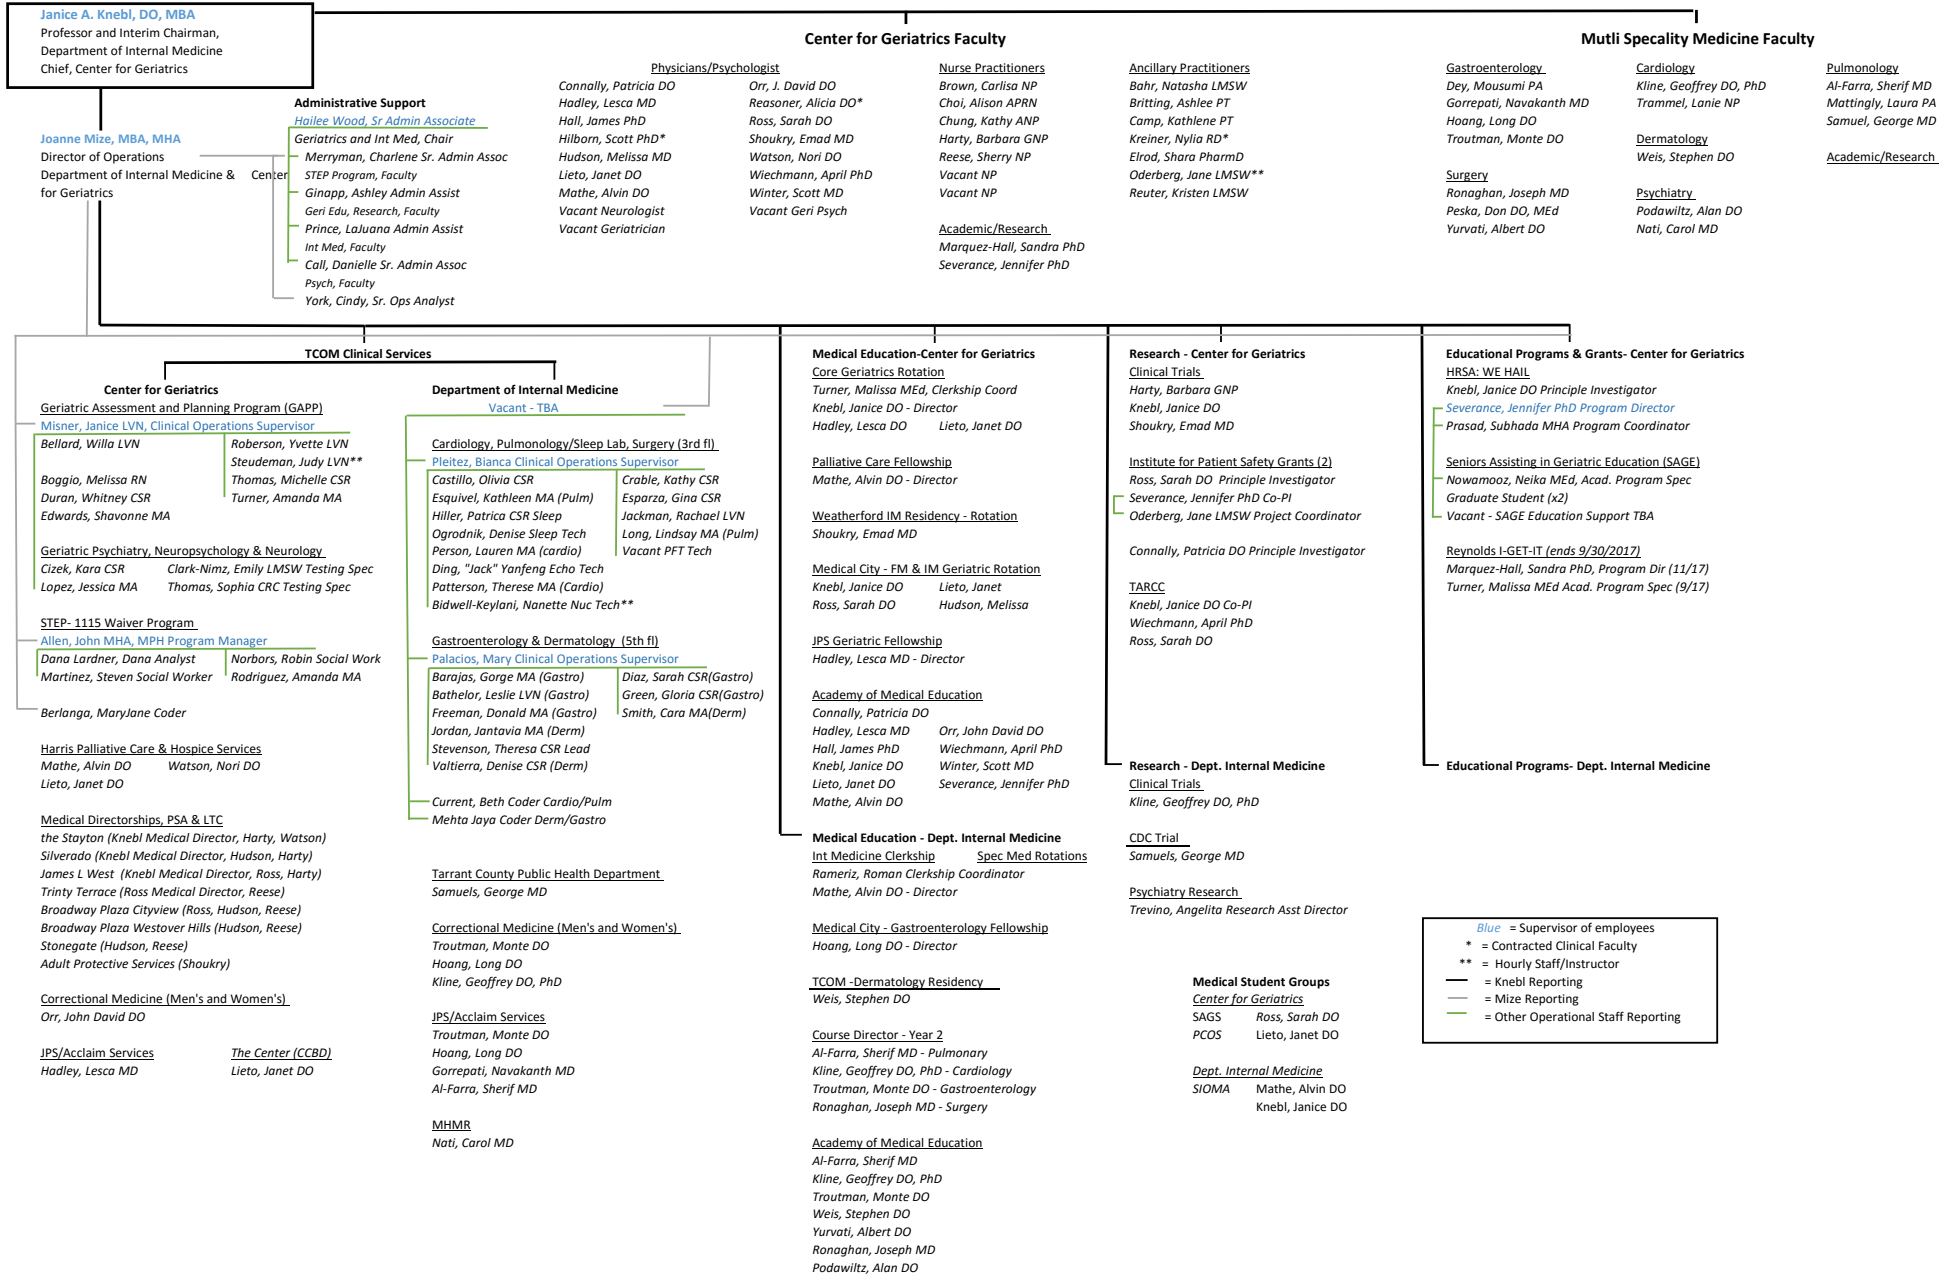 Janice A. Knebl, DO, MBA
Professor and Interim Chairman,
Department of Internal Medicine
Chief, Center for Geriatrics
Joanne Mize, MBA, MHA
Director of Operations
Department of Internal Medicine & Center
for Geriatrics
Administrative Support
Hailee Wood, Sr Admin Associate
Geriatrics and Int Med, Chair
Merryman, Charlene Sr. Admin Assoc
STEP Program, Faculty
Ginapp, Ashley Admin Assist
Geri Edu, Research, Faculty
Prince, LaJuana Admin Assist
Int Med, Faculty
Call, Danielle Sr. Admin Assoc
Psych, Faculty
York, Cindy, Sr. Ops Analyst
Center for Geriatrics Faculty
Physicians/Psychologist
Connally, Patricia DO
Hadley, Lesca MD
Hall, James PhD
Hilborn, Scott PhD*
Hudson, Melissa MD
Lieto, Janet DO
Mathe, Alvin DO
Vacant Neurologist
Vacant Geriatrician
Orr, J. David DO
Reasoner, Alicia DO*
Ross, Sarah DO
Shoukry, Emad MD
Watson, Nori DO
Wiechmann, April PhD
Winter, Scott MD
Vacant Geri Psych
Nurse Practitioners
Brown, Carlisa NP
Choi, Alison APRN
Chung, Kathy ANP
Harty, Barbara GNP
Reese, Sherry NP
Vacant NP
Vacant NP
Academic/Research
Marquez-Hall, Sandra PhD
Severance, Jennifer PhD
Ancillary Practitioners
Bahr, Natasha LMSW
Britting, Ashlee PT
Camp, Kathlene PT
Kreiner, Nylia RD*
Elrod, Shara PharmD
Oderberg, Jane LMSW**
Reuter, Kristen LMSW
Mutli Specality Medicine Faculty
Gastroenterology
Dey, Mousumi PA
Gorrepati, Navakanth MD
Hoang, Long DO
Troutman, Monte DO
Surgery
Ronaghan, Joseph MD
Peska, Don DO, MEd
Yurvati, Albert DO
Cardiology
Kline, Geoffrey DO, PhD
Trammel, Lanie NP
Dermatology
Weis, Stephen DO
Psychiatry
Podawiltz, Alan DO
Nati, Carol MD
Pulmonology
Al-Farra, Sherif MD
Mattingly, Laura PA
Samuel, George MD
Academic/Research
TCOM Clinical Services
Center for Geriatrics
Geriatric Assessment and Planning Program (GAPP)
Misner, Janice LVN, Clinical Operations Supervisor
Bellard, Willa LVN
Boggio, Melissa RN
Duran, Whitney CSR
Edwards, Shavonne MA
Roberson, Yvette LVN
Steudeman, Judy LVN**
Thomas, Michelle CSR
Turner, Amanda MA
Geriatric Psychiatry, Neuropsychology & Neurology
Cizek, Kara CSR Clark-Nimz, Emily LMSW Testing Spec
Lopez, Jessica MA Thomas, Sophia CRC Testing Spec
STEP- 1115 Waiver Program
Allen, John MHA, MPH Program Manager
Dana Lardner, Dana Analyst Norbors, Robin Social Work
Martinez, Steven Social Worker Rodriguez, Amanda MA
Berlanga, MaryJane Coder
Harris Palliative Care & Hospice Services
Mathe, Alvin DO Watson, Nori DO
Lieto, Janet DO
Medical Directorships, PSA & LTC
the Stayton (Knebl Medical Director, Harty, Watson)
Silverado (Knebl Medical Director, Hudson, Harty)
James L West (Knebl Medical Director, Ross, Harty)
Trinty Terrace (Ross Medical Director, Reese)
Broadway Plaza Cityview (Ross, Hudson, Reese)
Broadway Plaza Westover Hills (Hudson, Reese)
Stonegate (Hudson, Reese)
Adult Protective Services (Shoukry)
Correctional Medicine (Men's and Women's)
Orr, John David DO
JPS/Acclaim Services The Center (CCBD)
Hadley, Lesca MD Lieto, Janet DO
Department of Internal Medicine
Vacant - TBA
Cardiology, Pulmonology/Sleep Lab, Surgery (3rd fl)
Pleitez, Bianca Clinical Operations Supervisor
Castillo, Olivia CSR
Esquivel, Kathleen MA (Pulm)
Hiller, Patrica CSR Sleep
Ogrodnik, Denise Sleep Tech
Person, Lauren MA (cardio)
Ding, "Jack" Yanfeng Echo Tech
Patterson, Therese MA (Cardio)
Bidwell-Keylani, Nanette Nuc Tech**
Crable, Kathy CSR
Esparza, Gina CSR
Jackman, Rachael LVN
Long, Lindsay MA (Pulm)
Vacant PFT Tech
Gastroenterology & Dermatology (5th fl)
Palacios, Mary Clinical Operations Supervisor
Barajas, Gorge MA (Gastro)
Bathelor, Leslie LVN (Gastro)
Freeman, Donald MA (Gastro)
Jordan, Jantavia MA (Derm)
Stevenson, Theresa CSR Lead
Valtierra, Denise CSR (Derm)
Diaz, Sarah CSR(Gastro)
Green, Gloria CSR(Gastro)
Smith, Cara MA(Derm)
Current, Beth Coder Cardio/Pulm
Mehta Jaya Coder Derm/Gastro
Tarrant County Public Health Department
Samuels, George MD
Correctional Medicine (Men's and Women's)
Troutman, Monte DO
Hoang, Long DO
Kline, Geoffrey DO, PhD
JPS/Acclaim Services
Troutman, Monte DO
Hoang, Long DO
Gorrepati, Navakanth MD
Al-Farra, Sherif MD
MHMR
Nati, Carol MD
Medical Education-Center for Geriatrics
Core Geriatrics Rotation
Turner, Malissa MEd, Clerkship Coord
Knebl, Janice DO - Director
Hadley, Lesca DO Lieto, Janet DO
Palliative Care Fellowship
Mathe, Alvin DO - Director
Weatherford IM Residency - Rotation
Shoukry, Emad MD
Medical City - FM & IM Geriatric Rotation
Knebl, Janice DO Lieto, Janet
Ross, Sarah DO Hudson, Melissa
JPS Geriatric Fellowship
Hadley, Lesca MD - Director
Academy of Medical Education
Connally, Patricia DO
Hadley, Lesca MD Orr, John David DO
Hall, James PhD Wiechmann, April PhD
Knebl, Janice DO Winter, Scott MD
Lieto, Janet DO Severance, Jennifer PhD
Mathe, Alvin DO
Medical Education - Dept. Internal Medicine
Int Medicine Clerkship Spec Med Rotations
Rameriz, Roman Clerkship Coordinator
Mathe, Alvin DO - Director
Medical City - Gastroenterology Fellowship
Hoang, Long DO - Director
TCOM -Dermatology Residency
Weis, Stephen DO
Course Director - Year 2
Al-Farra, Sherif MD - Pulmonary
Kline, Geoffrey DO, PhD - Cardiology
Troutman, Monte DO - Gastroenterology
Ronaghan, Joseph MD - Surgery
Academy of Medical Education
Al-Farra, Sherif MD
Kline, Geoffrey DO, PhD
Troutman, Monte DO
Weis, Stephen DO
Yurvati, Albert DO
Ronaghan, Joseph MD
Podawiltz, Alan DO
Research - Center for Geriatrics
Clinical Trials
Harty, Barbara GNP
Knebl, Janice DO
Shoukry, Emad MD
Institute for Patient Safety Grants (2)
Ross, Sarah DO Principle Investigator
Severance, Jennifer PhD Co-PI
Oderberg, Jane LMSW Project Coordinator
Connally, Patricia DO Principle Investigator
TARCC
Knebl, Janice DO Co-PI
Wiechmann, April PhD
Ross, Sarah DO
Research - Dept. Internal Medicine
Clinical Trials
Kline, Geoffrey DO, PhD
CDC Trial
Samuels, George MD
Psychiatry Research
Trevino, Angelita Research Asst Director
Medical Student Groups
Center for Geriatrics
SAGS Ross, Sarah DO
PCOS Lieto, Janet DO
Dept. Internal Medicine
SIOMA Mathe, Alvin DO
Knebl, Janice DO
Educational Programs & Grants- Center for Geriatrics
HRSA: WE HAIL
Knebl, Janice DO Principle Investigator
Severance, Jennifer PhD Program Director
Prasad, Subhada MHA Program Coordinator
Seniors Assisting in Geriatric Education (SAGE)
Nowamooz, Neika MEd, Acad. Program Spec
Graduate Student (x2)
Vacant - SAGE Education Support TBA
Reynolds I-GET-IT (ends 9/30/2017)
Marquez-Hall, Sandra PhD, Program Dir (11/17)
Turner, Malissa MEd Acad. Program Spec (9/17)
Educational Programs- Dept. Internal Medicine
Blue = Supervisor of employees
* = Contracted Clinical Faculty
** = Hourly Staff/Instructor
= Knebl Reporting
= Mize Reporting
= Other Operational Staff Reporting